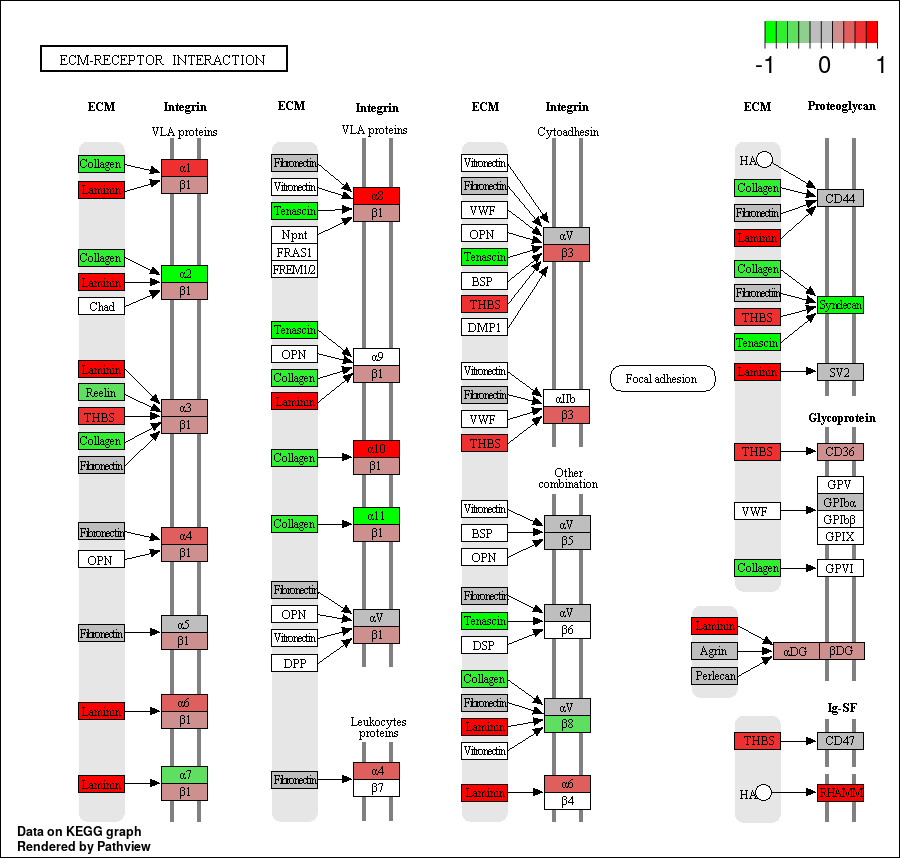 ECM-RECEPTOR INTERACTION
-1 0 1
ECM Integrin
VLA proteins
Collagen α1
Laminin β1
Collagen α2
Laminin β1
Chad
Laminin
Reelin α3
THBS β1
Collagen
Fibronectin
Fibronectin α4
OPN β1
Fibronectin α5
β1
Laminin α6
β1
Laminin α7
β1
ECM Integrin
VLA proteins
Fibronectin
Vitronectin α8
Tenascin β1
Npnt
FRAS1
FREM1/2
Tenascin
OPN α9
Collagen β1
Laminin
Collagen α10
β1
Collagen α11
β1
Fibronectin
OPN αV
Vitronectin β1
DPP
Leukocytes
proteins
Fibronectin α4
β7
ECM Integrin
Cytoadhesin
Vitronectin
Fibronectin
VWF
OPN αV
Tenascin β3
BSP
THBS
DMP1
Vitronectin
Fibronectin αIIb
VWF β3
THBS
Other
combination
Vitronectin αV
BSP β5
OPN
Fibronectin αV
Tenascin β6
DSP
Collagen
Fibronectin αV
Laminin β8
Vitronectin
Laminin α6
β4
Focal adhesion
ECM Proteoglycan
HA
Collagen CD44
Fibronectin
Laminin
Collagen
Fibronectin Syndecan
THBS
Tenascin
Laminin SV2
Glycoprotein
THBS CD36
GPV
VWF GPIbα
GPIbβ
GPIX
Collagen GPVI
Laminin
Agrin αDG βDG
Perlecan
Ig-SF
THBS CD47
HA RHAMM
Data on KEGG graph
Rendered by Pathview